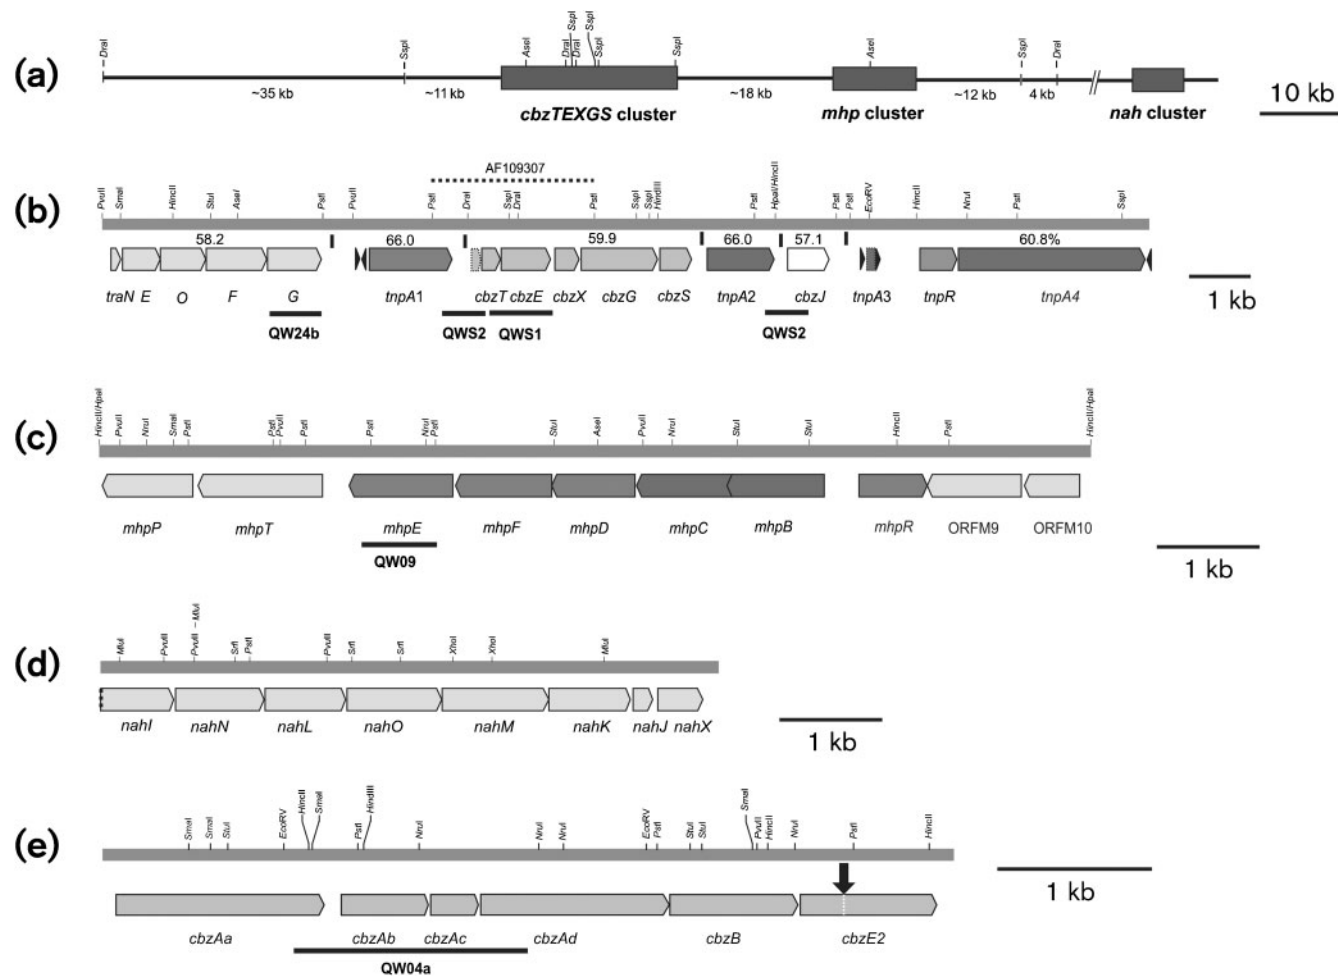 (a)
DraI SspI AseI DraI SspI DraI SspI SspI SspI AseI SspI DraI
~35 kb ~11 kb ~18 kb ~12 kb 4 kb
cbzTEXGS cluster mhp cluster nah cluster
10 kb
AF109307
(b)
PvuII SmaI HincII StuI AseI PstI PvuII PstI DraI SspI DraI PstI SspI SspI HindIII PstI HpaI/HincII PstI PstI EcoRV HincII NruI PstI SspI
58.2 66.0 59.9 66.0 57.1 60.8%
traN E O F G tnpA1 cbzT cbzE cbzX cbzG cbzS tnpA2 cbzJ tnpA3 tnpR tnpA4
1 kb
QW24b QWS2 QWS1 QWS2
(c)
HincII/HpaI PvuII NruI SmaI PstI PstI PvuII PstI PstI NruI PstI StuI AseI PvuII NruI StuI StuI HincII PstI HincII/HpaI
mhpP mhpT mhpE mhpF mhpD mhpC mhpB mhpR ORFM9 ORFM10
QW09
1 kb
(d)
MluI PvuII PvuII MluI SrfI PstI PvuII SrfI SrfI XhoI XhoI MluI
nahI nahN nahL nahO nahM nahK nahJ nahX
1 kb
(e)
SmaI SmaI StuI EcoRV HincII SmaI PstI HindIII NruI NruI NruI EcoRV PstI StuI StuI SmaI PvuII HincII NruI PstI HincII
1 kb
cbzAa cbzAb cbzAc cbzAd cbzB cbzE2
QW04a